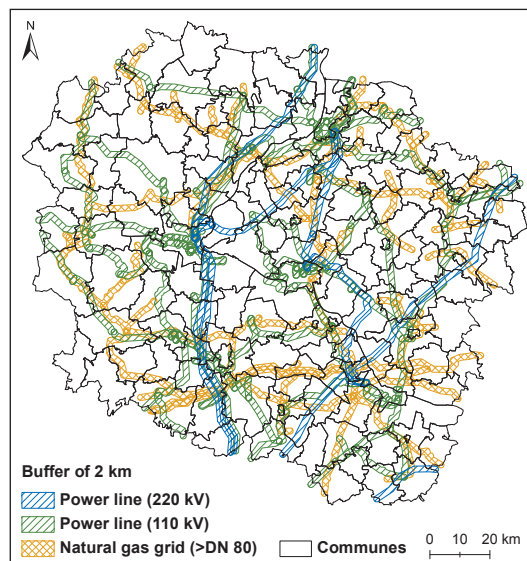 N
Buffer of 2 km
Power line (220 kV)
Power line (110 kV)
Natural gas grid (>DN 80)
Communes
0 10 20 km